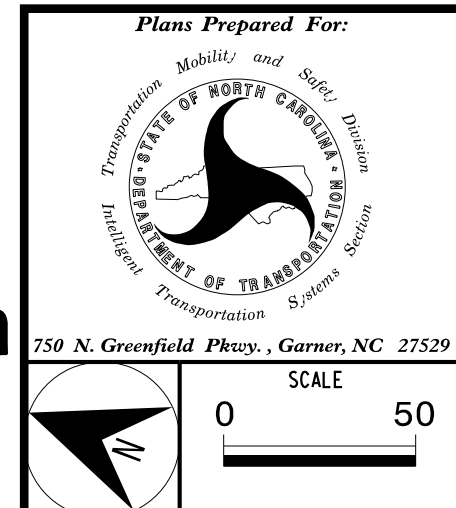 Plans Prepared For:
Transportation Mobility and Safety Division
STATE OF NORTH CAROLINA
DEPARTMENT OF TRANSPORTATION
Intelligent Transportation Systems Section
750 N. Greenfield Pkwy. , Garner, NC 27529
SCALE
0 50
N